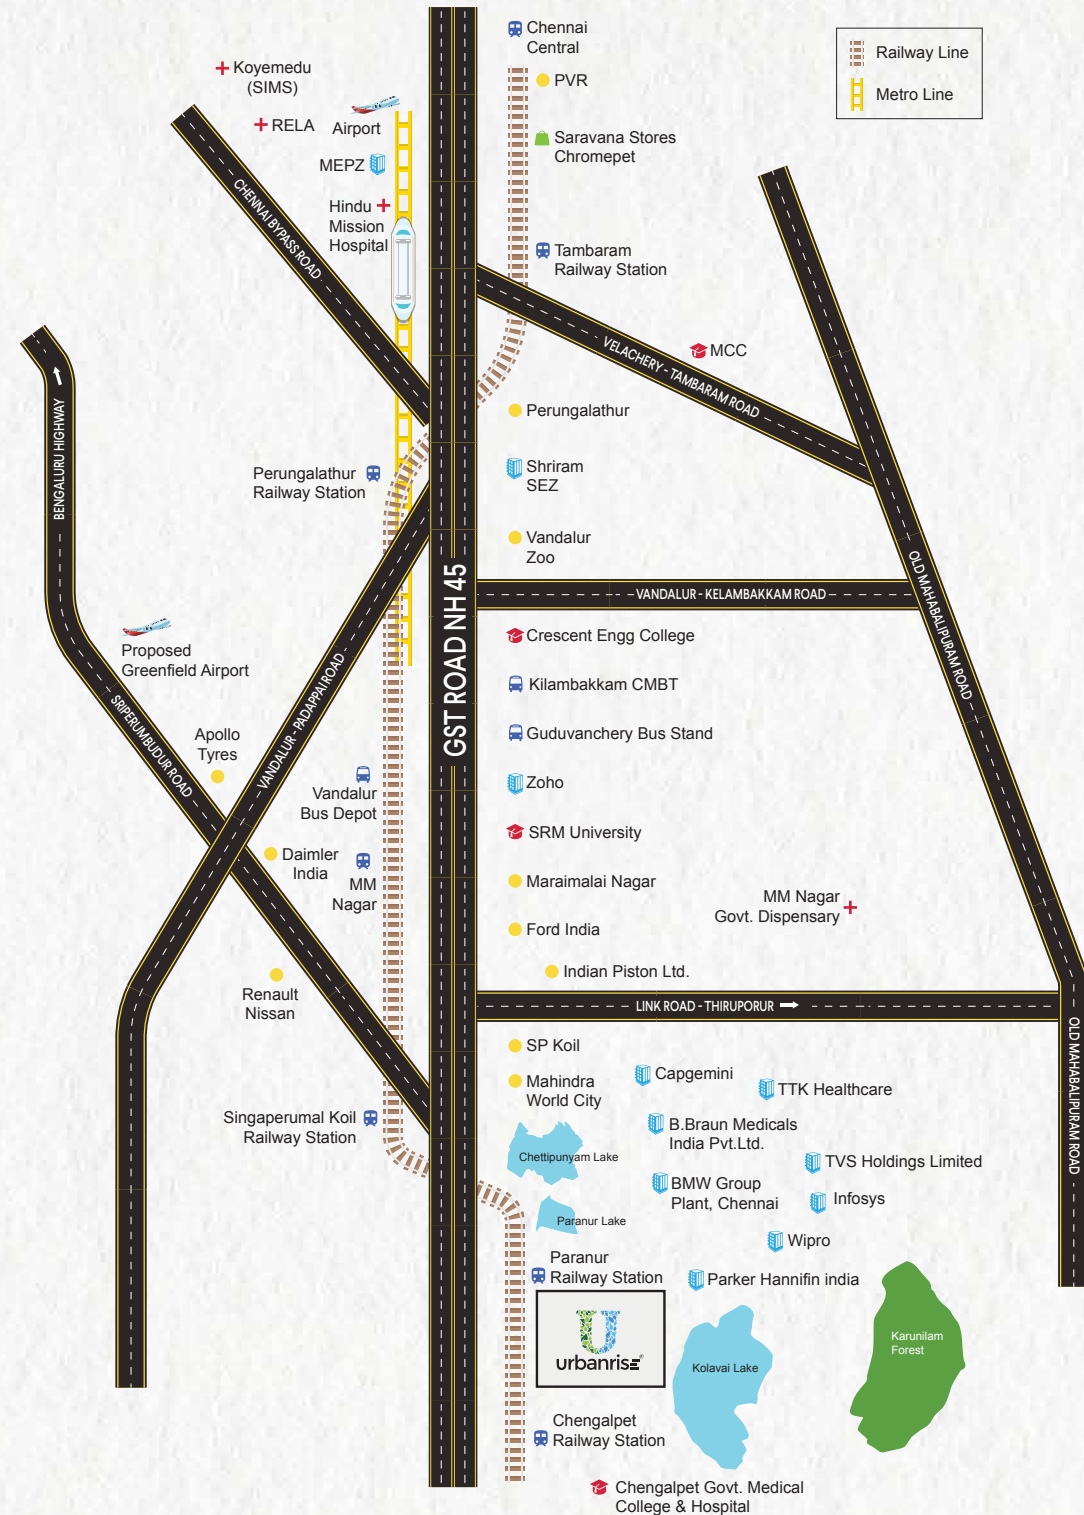 Chennai
Central
Railway Line
Metro Line
Koyemedu
(SIMS)
PVR
RELA
Airport
Saravana Stores
Chromepet
MEPZ
Hindu
Mission
Hospital
CHENNAI BYPASS ROAD
Tambaram
Railway Station
VELACHERY - TAMBARAM ROAD
MCC
Perungalathur
BENGALURU HIGHWAY
Perungalathur
Railway Station
Shriram
SEZ
Vandalur
Zoo
OLD MAHABALIPURAM ROAD
GST ROAD NH 45
VANDALUR - KELAMBAKKAM ROAD
Proposed
Greenfield Airport
Crescent Engg College
Kilambakkam CMBT
SRIPERUMBUDUR ROAD
VANDALUR - PADAPPAI ROAD
Apollo
Tyres
Guduvanchery Bus Stand
Vandalur
Bus Depot
Zoho
SRM University
Daimler
India
MM
Nagar
Maraimalai Nagar
MM Nagar
Govt. Dispensary
Ford India
Indian Piston Ltd.
Renault
Nissan
LINK ROAD - THIRUPORUR
OLD MAHABALIPURAM ROAD
SP Koil
Mahindra
World City
Capgemini
TTK Healthcare
Singaperumal Koil
Railway Station
B.Braun Medicals
India Pvt.Ltd.
Chettipunyam Lake
TVS Holdings Limited
BMW Group
Plant, Chennai
Infosys
Paranur Lake
Wipro
Paranur
Railway Station
Parker Hannifin india
urbanrise®
Kolavai Lake
Karunilam
Forest
Chengalpet
Railway Station
Chengalpet Govt. Medical
College & Hospital